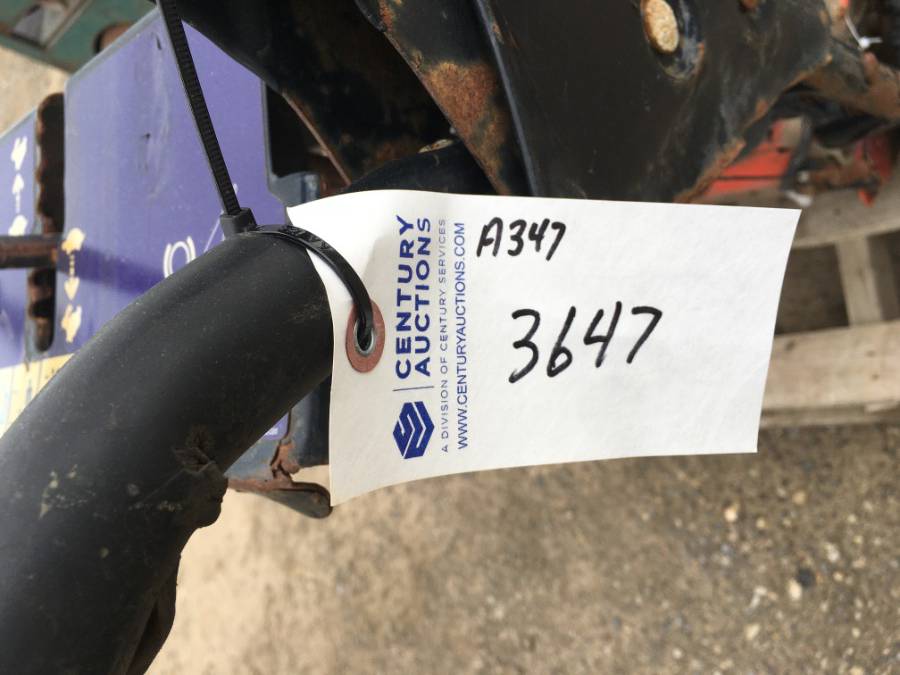 CENTURY
AUCTIONS
A DIVISION OF CENTURY SERVICES
WWW.CENTURYAUCTIONS.COM
A347
3647